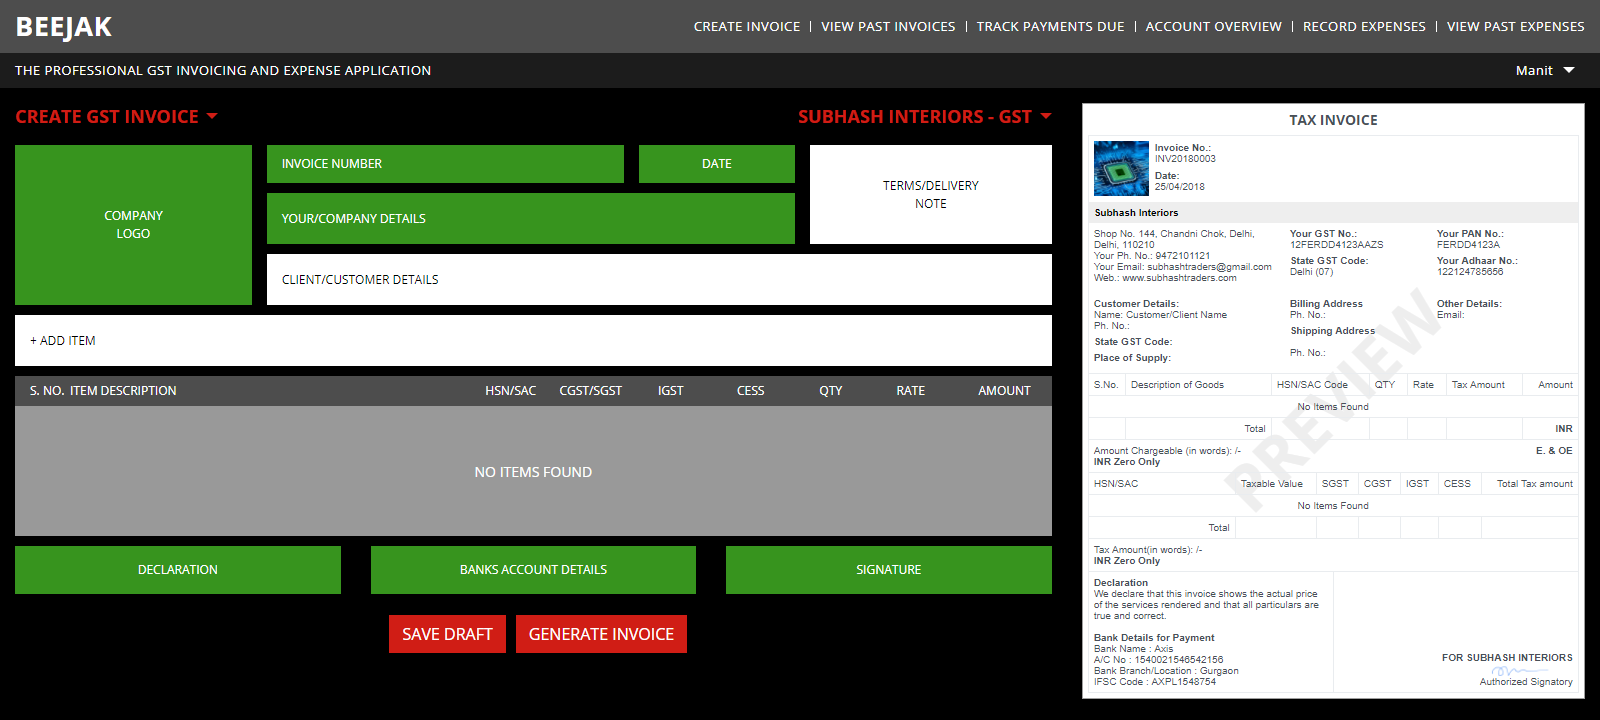 BEEJAK
CREATE INVOICE | VIEW PAST INVOICES | TRACK PAYMENTS DUE | ACCOUNT OVERVIEW | RECORD EXPENSES | VIEW PAST EXPENSES
THE PROFESSIONAL GST INVOICING AND EXPENSE APPLICATION
Manit
CREATE GST INVOICE
SUBHASH INTERIORS - GST
COMPANY
LOGO
INVOICE NUMBER
DATE
YOUR/COMPANY DETAILS
TERMS/DELIVERY
NOTE
CLIENT/CUSTOMER DETAILS
+ ADD ITEM
S. NO. ITEM DESCRIPTION HSN/SAC CGST/SGST IGST CESS QTY RATE AMOUNT
NO ITEMS FOUND
DECLARATION
BANKS ACCOUNT DETAILS
SIGNATURE
SAVE DRAFT
GENERATE INVOICE
TAX INVOICE
Invoice No.:
INV20180003
Date:
25/04/2018
Subhash Interiors
Shop No. 144, Chandni Chok, Delhi,
Delhi, 110210
Your Ph. No.: 9472101121
Your Email: subhashtraders@gmail.com
Web.: www.subhashtraders.com
Your GST No.:
12FERDD4123AAZS
State GST Code:
Delhi (07)
Your PAN No.:
FERDD4123A
Your Adhaar No.:
122124785656
Customer Details:
Name: Customer/Client Name
Ph. No.:
State GST Code:
Place of Supply:
Billing Address
Ph. No.:
Shipping Address
Ph. No.:
Other Details:
Email:
PREVIEW
S.No. Description of Goods HSN/SAC Code QTY Rate Tax Amount Amount
No Items Found
Total INR
Amount Chargeable (in words): /- E. & OE
INR Zero Only
HSN/SAC Taxable Value SGST CGST IGST CESS Total Tax amount
No Items Found
Total
Tax Amount(in words): /-
INR Zero Only
Declaration
We declare that this invoice shows the actual price
of the services rendered and that all particulars are
true and correct.
Bank Details for Payment
Bank Name : Axis
A/C No : 1540021546542156
Bank Branch/Location : Gurgaon
IFSC Code : AXPL1548754
FOR SUBHASH INTERIORS
Authorized Signatory